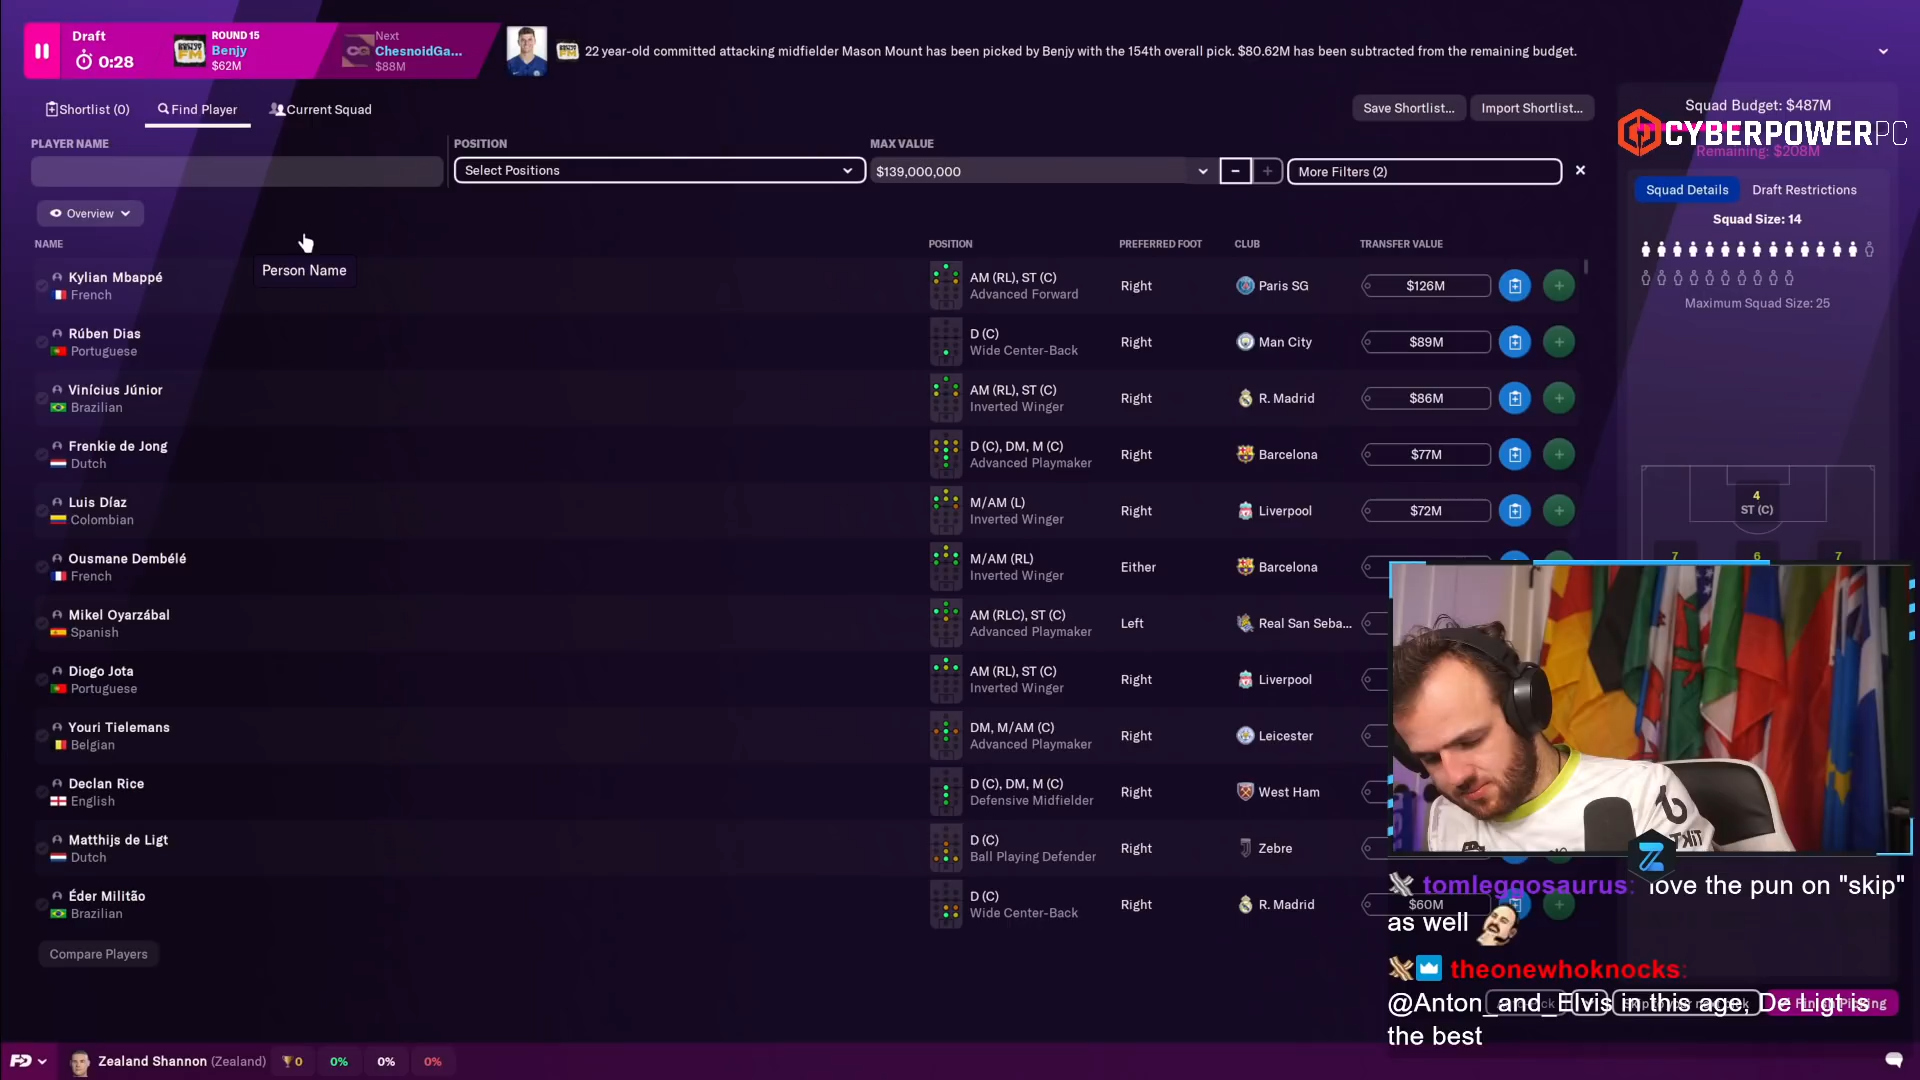 Draft
0:28
ROUND 15
Benjy
$62M
Next
ChesnoidGa...
$88M
22 year-old committed attacking midfielder Mason Mount has been picked by Benjy with the 154th overall pick. $80.62M has been subtracted from the remaining budget.
Shortlist (0)
Find Player
Current Squad
Save Shortlist...
Import Shortlist...
Squad Budget: $487M
CYBERPOWERPC
Remaining: $208M
PLAYER NAME
POSITION
MAX VALUE
Select Positions
$139,000,000
More Filters (2)
Squad Details
Draft Restrictions
Squad Size: 14
Maximum Squad Size: 25
Overview
NAME
POSITION
PREFERRED FOOT
CLUB
TRANSFER VALUE
Person Name
Kylian Mbappé
French
AM (RL), ST (C)
Advanced Forward
Right
Paris SG
$126M
Rúben Dias
Portuguese
D (C)
Wide Center-Back
Right
Man City
$89M
Vinícius Júnior
Brazilian
AM (RL), ST (C)
Inverted Winger
Right
R. Madrid
$86M
Frenkie de Jong
Dutch
D (C), DM, M (C)
Advanced Playmaker
Right
Barcelona
$77M
Luis Díaz
Colombian
M/AM (L)
Inverted Winger
Right
Liverpool
$72M
4
ST (C)
7
6
7
Ousmane Dembélé
French
M/AM (RL)
Inverted Winger
Either
Barcelona
Mikel Oyarzábal
Spanish
AM (RLC), ST (C)
Advanced Playmaker
Left
Real San Seba...
Diogo Jota
Portuguese
AM (RL), ST (C)
Inverted Winger
Right
Liverpool
Youri Tielemans
Belgian
DM, M/AM (C)
Advanced Playmaker
Right
Leicester
Declan Rice
English
D (C), DM, M (C)
Defensive Midfielder
Right
West Ham
Matthijs de Ligt
Dutch
D (C)
Ball Playing Defender
Right
Zebre
Éder Militão
Brazilian
D (C)
Wide Center-Back
Right
R. Madrid
$60M
tomleggosaurus: love the pun on "skip"
as well
theonewhoknocks:
@Anton_and_Elvis in this age, De Ligt is
the best
Compare Players
Zealand Shannon (Zealand)
0
0%
0%
0%